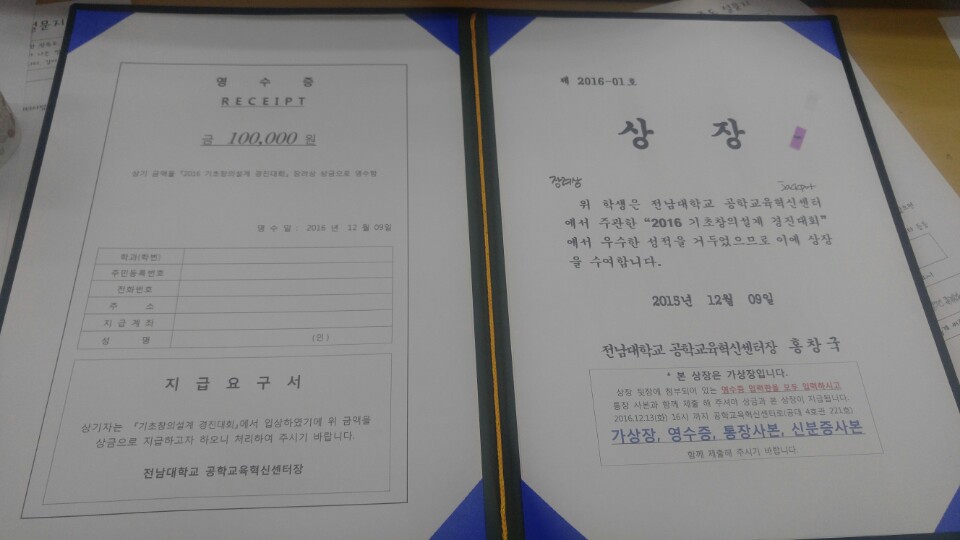 영 수 증
RECEIPT
금 100,000 원
상기 금액을 『2016 기초창의설계 경진대회』 장려상 상금으로 영수함
영 수 일 : 2016 년 12 월 09일
학과(학번)
주민등록번호
전화번호
주 소
지 급 계 좌
성 명 (인)
지 급 요 구 서
상기자는 『기초창의설계 경진대회』에서 입상하였기에 위 금액을
상금으로 지급하고자 하오니 처리하여 주시기 바랍니다.
전남대학교 공학교육혁신센터장
제 2016-01호
상 장
장려상
위 학생은 전남대학교 공학교육혁신센터
에서 주관한 "2016 기초창의설계 경진대회"
에서 우수한 성적을 거두었으므로 이에 상장
을 수여합니다.
2015년 12월 09일
전남대학교 공학교육혁신센터장 홍 창 국
* 본 상장은 가상장입니다.
상장 뒷장에 첨부되어 있는 영수증 입력란을 모두 입력하시고
통장 사본과 함께 제출 해 주셔야 상금과 본 상장이 지급됩니다.
2016.12.13(화) 16시 까지 공학교육혁신센터로(공대 4호관 221호)
가상장, 영수증, 통장사본, 신분증사본
함께 제출해 주시기 바랍니다.